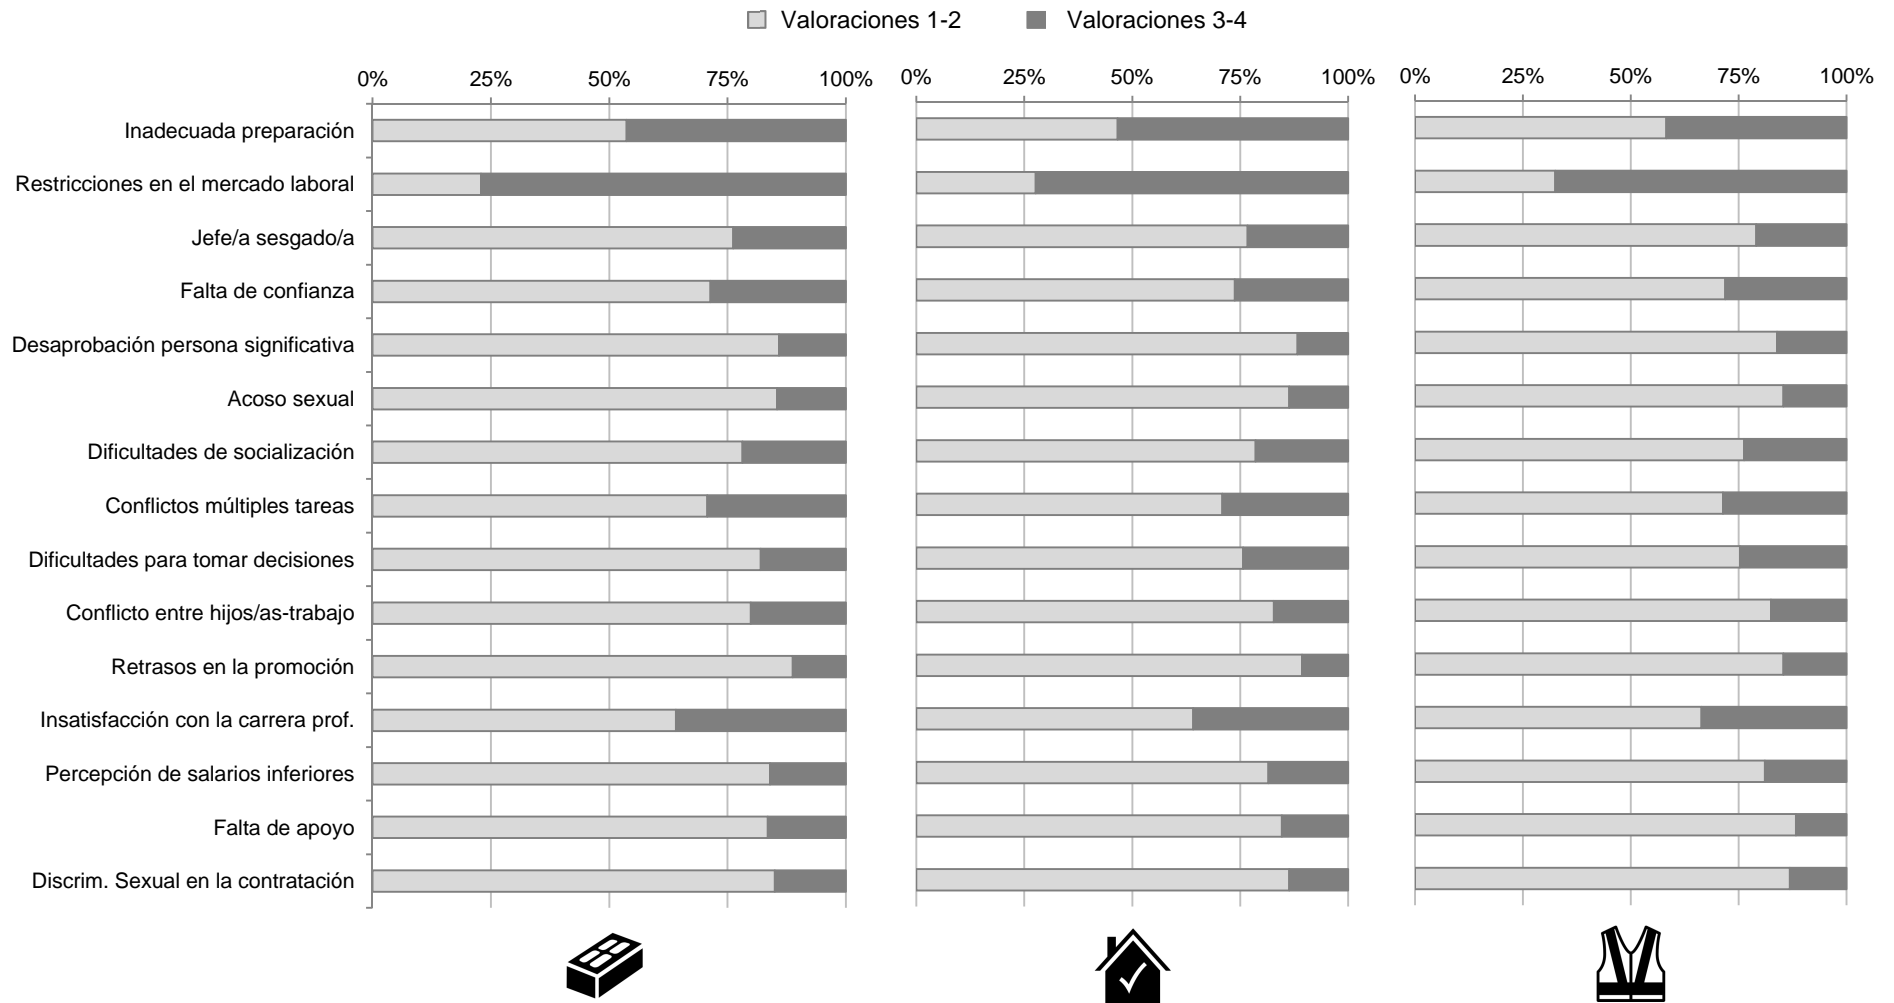 Valoraciones 1-2 Valoraciones 3-4
0% 25% 50% 75% 100% 0% 25% 50% 75% 100% 0% 25% 50% 75% 100%
Inadecuada preparación
Restricciones en el mercado laboral
Jefe/a sesgado/a
Falta de confianza
Desaprobación persona significativa
Acoso sexual
Dificultades de socialización
Conflictos múltiples tareas
Dificultades para tomar decisiones
Conflicto entre hijos/as-trabajo
Retrasos en la promoción
Insatisfacción con la carrera prof.
Percepción de salarios inferiores
Falta de apoyo
Discrim. Sexual en la contratación